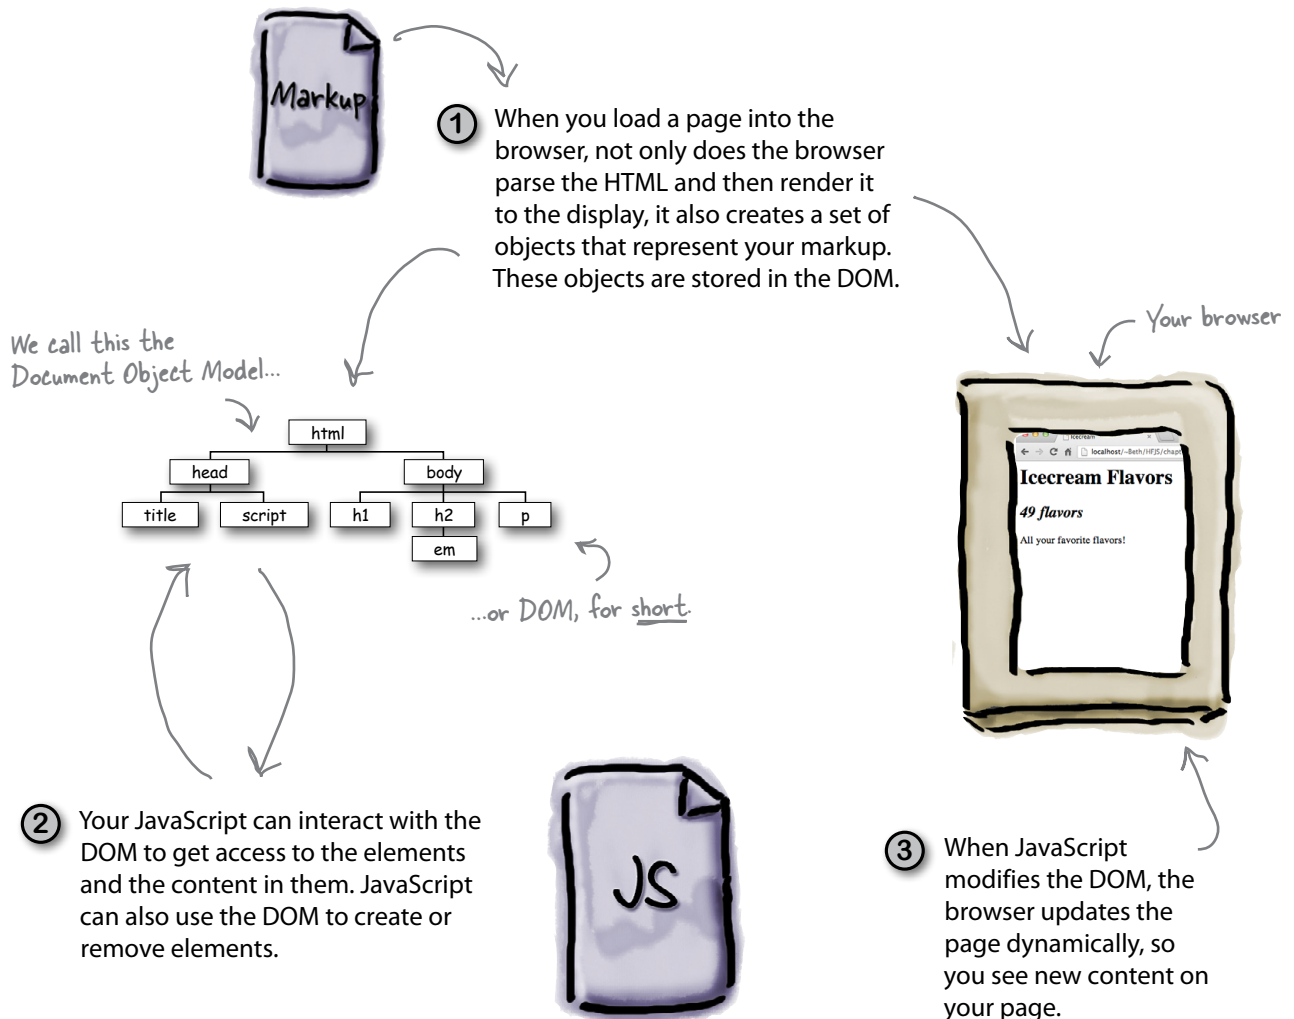 Markup
1
When you load a page into the
browser, not only does the browser
parse the HTML and then render it
to the display, it also creates a set of
objects that represent your markup.
These objects are stored in the DOM.
We call this the
Document Object Model...
html
head
body
title
script
h1
h2
p
em
...or DOM, for short.
Your browser
Icecream
localhost/~Beth/HFJS/chapt
Icecream Flavors
49 flavors
All your favorite flavors!
2
Your JavaScript can interact with the
DOM to get access to the elements
and the content in them. JavaScript
can also use the DOM to create or
remove elements.
JS
3
When JavaScript
modifies the DOM, the
browser updates the
page dynamically, so
you see new content on
your page.